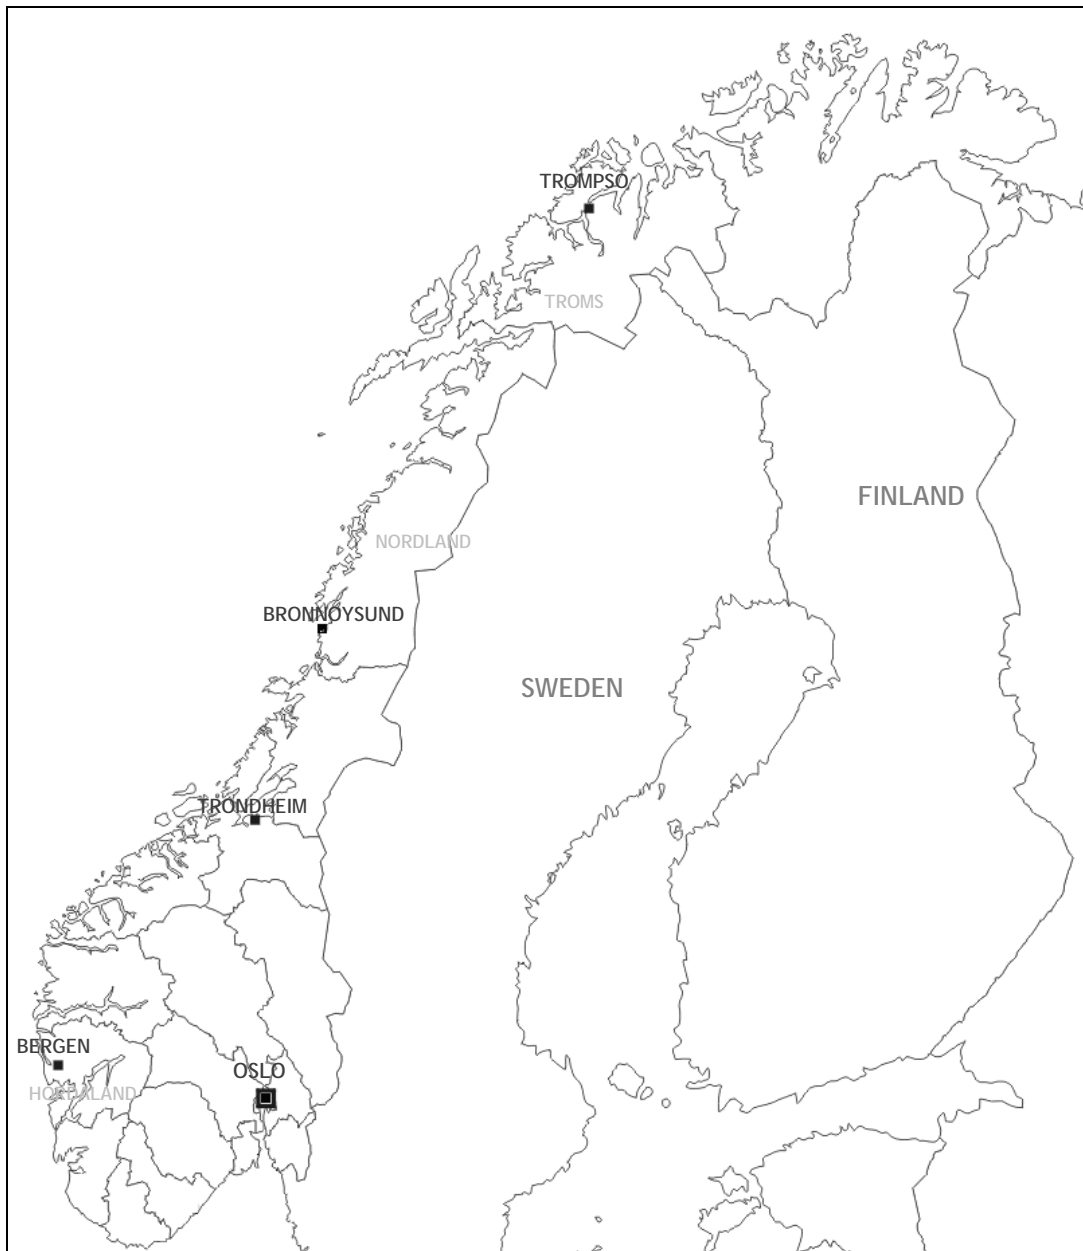 TROMPSO
TROMS
FINLAND
NORDLAND
BRONNOYSUND
SWEDEN
TRONDHEIM
BERGEN
OSLO
HORDALAND